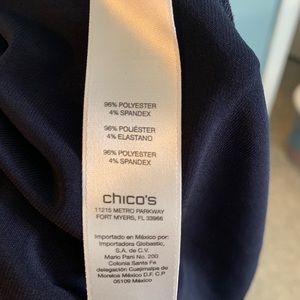 96% POLYESTER
4% SPANDEX
96% POLIÉSTER
4% ELASTANO
96% POLYESTER
4% SPANDEX
chico's
11215 METRO PARKWAY
FORT MYERS, FL 33966
Importado en México por:
Importadora Globastic,
S.A. de C.V.
Mario Pani No. 200
Colonia Santa Fe
delegación Cuajimalpa de
Morelos México D.F. C.P
05109 México